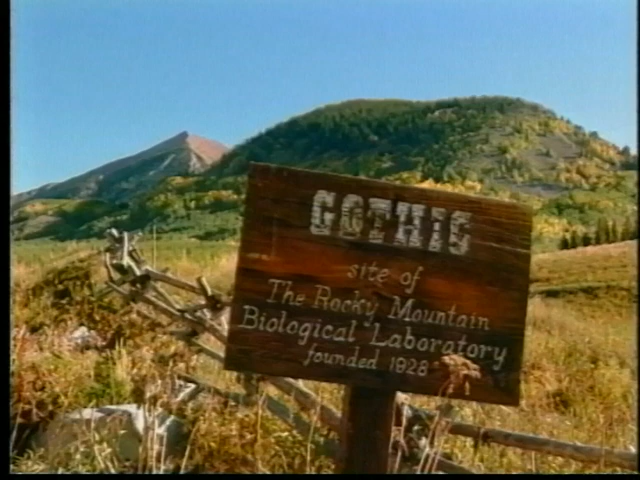 GOTHIC
site of
The Rocky Mountain
Biological Laboratory
founded 1928